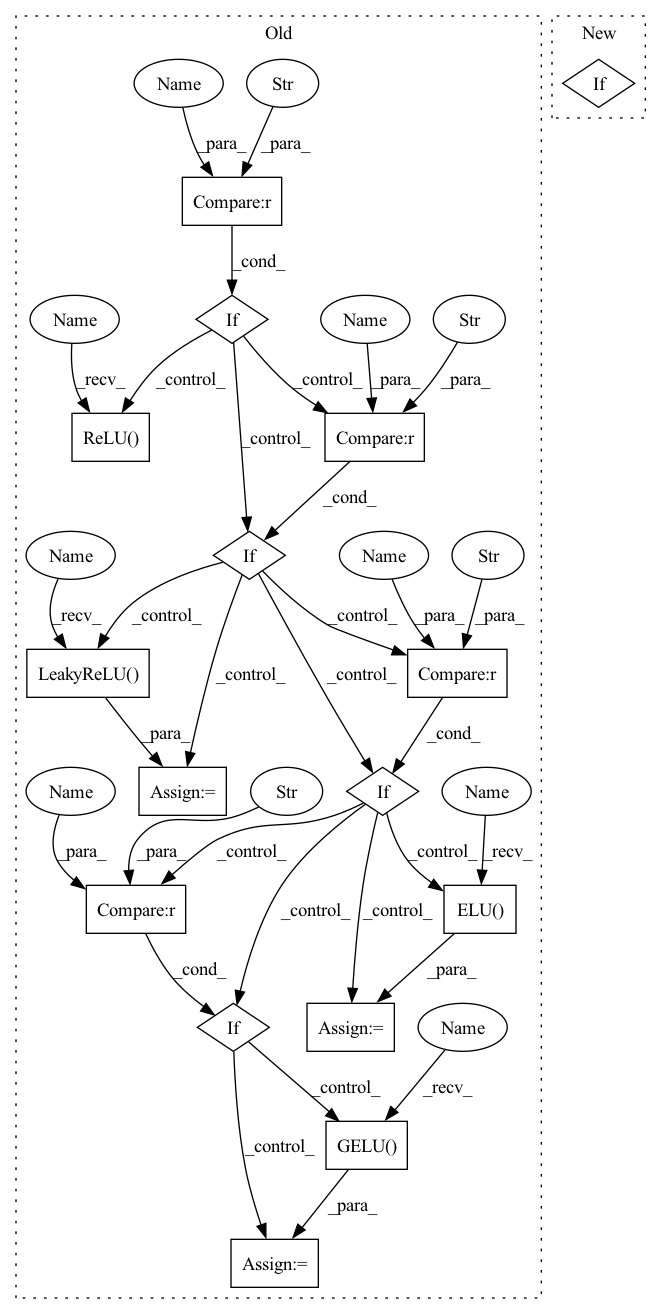 Old
New
Name
Str
If
_para_
_para_
Compare:r
_cond_
Name
If
Name
Str
_recv_
_control_
_control_
_para_
_para_
ReLU()
_control_
Compare:r
_cond_
Name
If
Name
Str
_recv_
_control_
_control_
_para_
_para_
LeakyReLU()
_control_
_control_
Compare:r
_para_
_cond_
Name
Assign:=
Str
If
Name
_para_
_para_
_control_
_control_
_recv_
Compare:r
_control_
_control_
ELU()
_cond_
_para_
If
Assign:=
Name
_control_
_recv_
_control_
GELU()
_para_
Assign:=